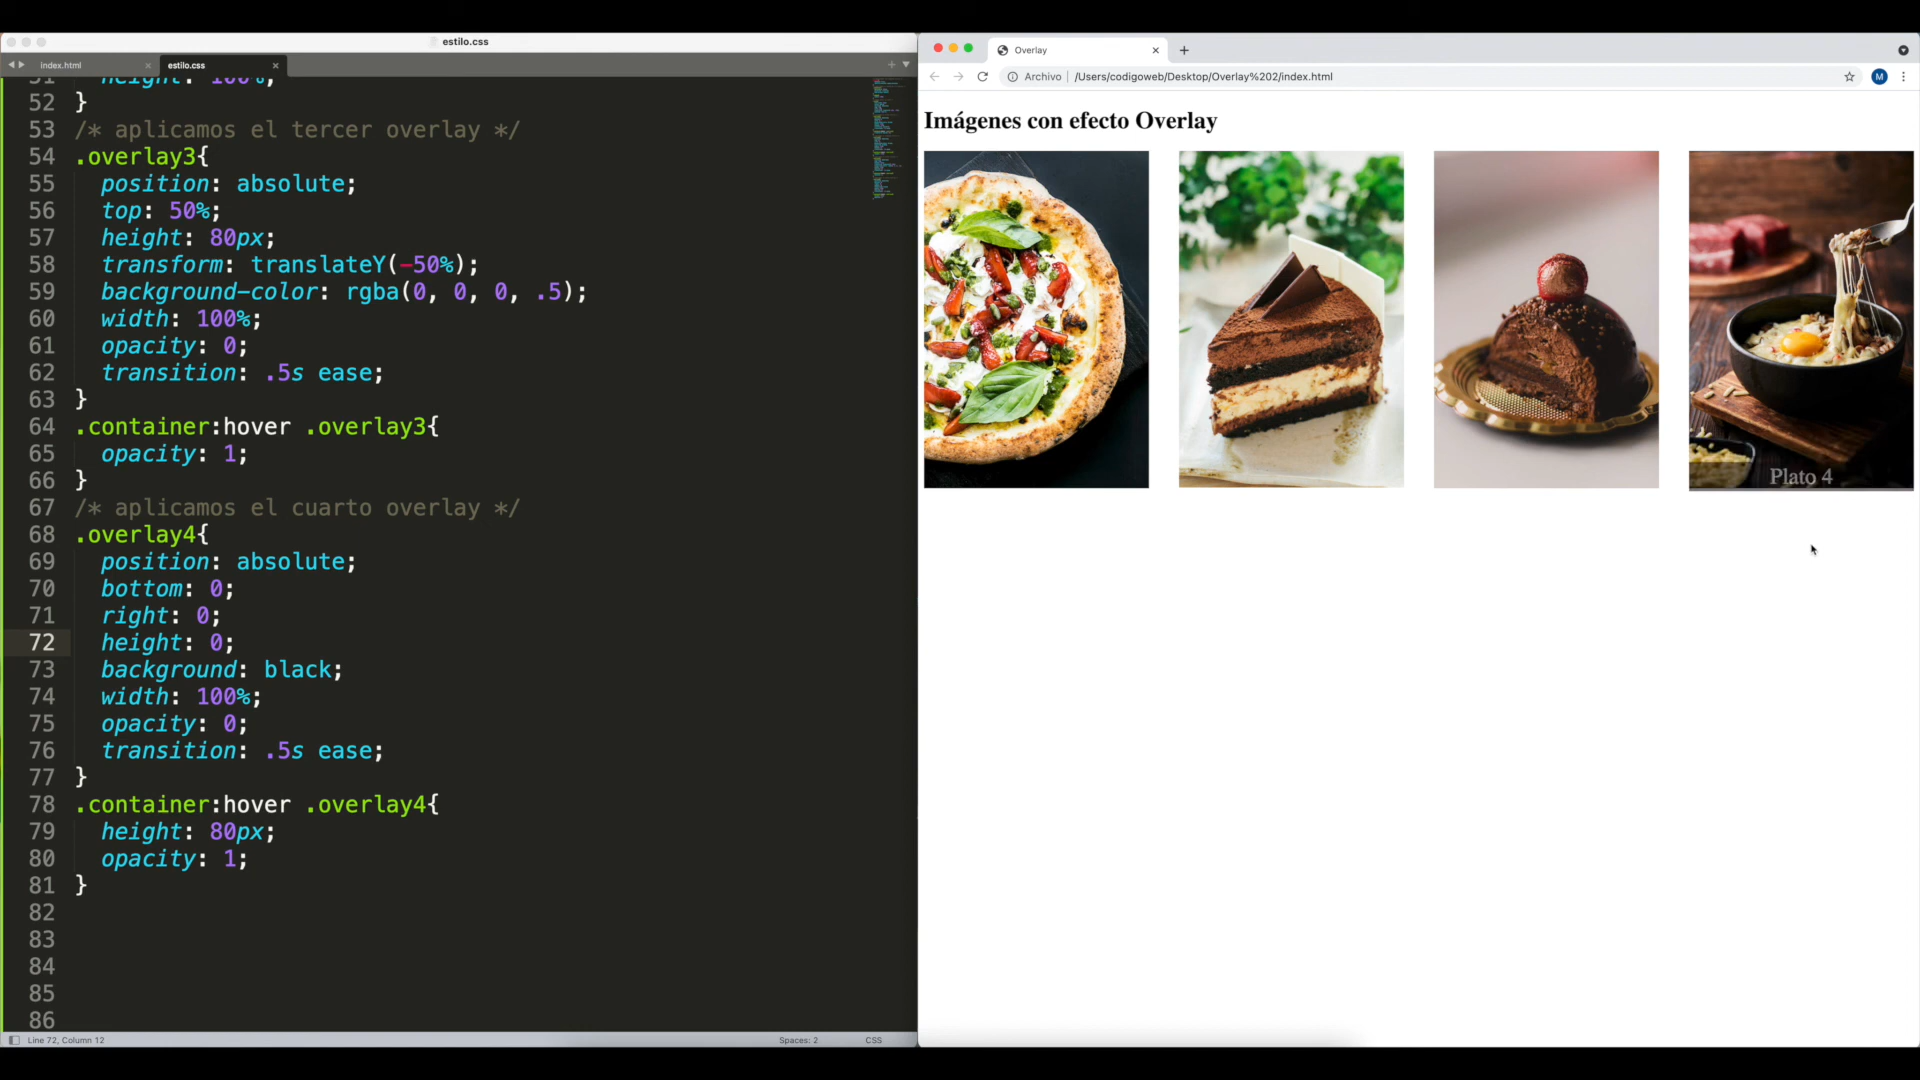 estilo.css
index.html
estilo.css
51 height: 100%;
52 }
53 /* aplicamos el tercer overlay */
54 .overlay3{
55 position: absolute;
56 top: 50%;
57 height: 80px;
58 transform: translateY(-50%);
59 background-color: rgba(0, 0, 0, .5);
60 width: 100%;
61 opacity: 0;
62 transition: .5s ease;
63 }
64 .container:hover .overlay3{
65 opacity: 1;
66 }
67 /* aplicamos el cuarto overlay */
68 .overlay4{
69 position: absolute;
70 bottom: 0;
71 right: 0;
72 height: 0;
73 background: black;
74 width: 100%;
75 opacity: 0;
76 transition: .5s ease;
77 }
78 .container:hover .overlay4{
79 height: 80px;
80 opacity: 1;
81 }
82
83
84
85
86
Line 72, Column 12
Spaces: 2
CSS
Overlay
Archivo | /Users/codigoweb/Desktop/Overlay%202/index.html
M
Imágenes con efecto Overlay
Plato 4